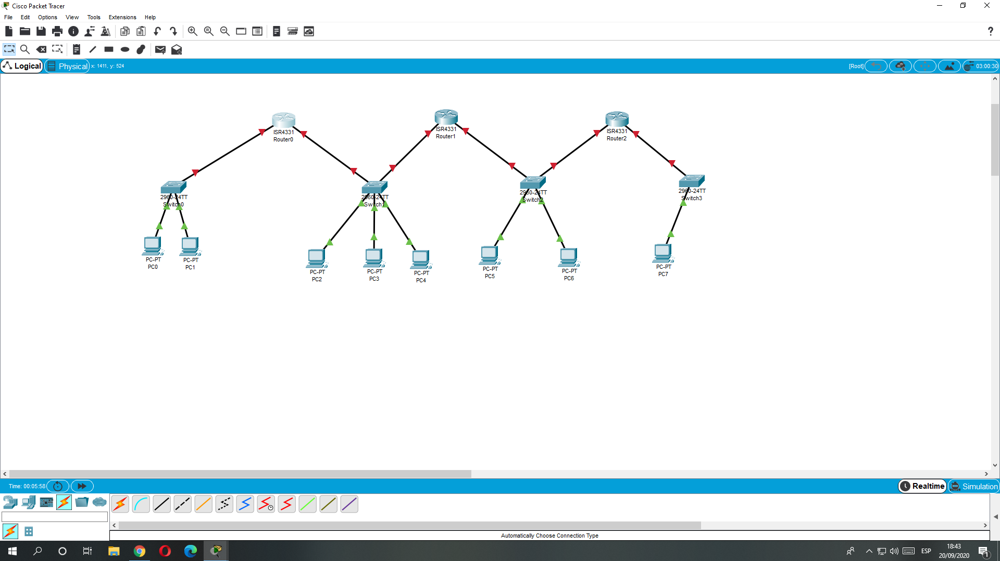 Cisco Packet Tracer
File Edit Options View Tools Extensions Help
Logical Physical x: 1411, y: 524 [Root] 03:00:30
ISR4331
Router0
ISR4331
Router1
ISR4331
Router2
2960-24TT
Switch0
2960-24TT
Switch1
2960-24TT
Switch2
2960-24TT
Switch3
PC-PT
PC0
PC-PT
PC1
PC-PT
PC2
PC-PT
PC3
PC-PT
PC4
PC-PT
PC5
PC-PT
PC6
PC-PT
PC7
Time: 00:05:58 Realtime Simulation
Automatically Choose Connection Type
ESP
18:43
20/09/2020
1